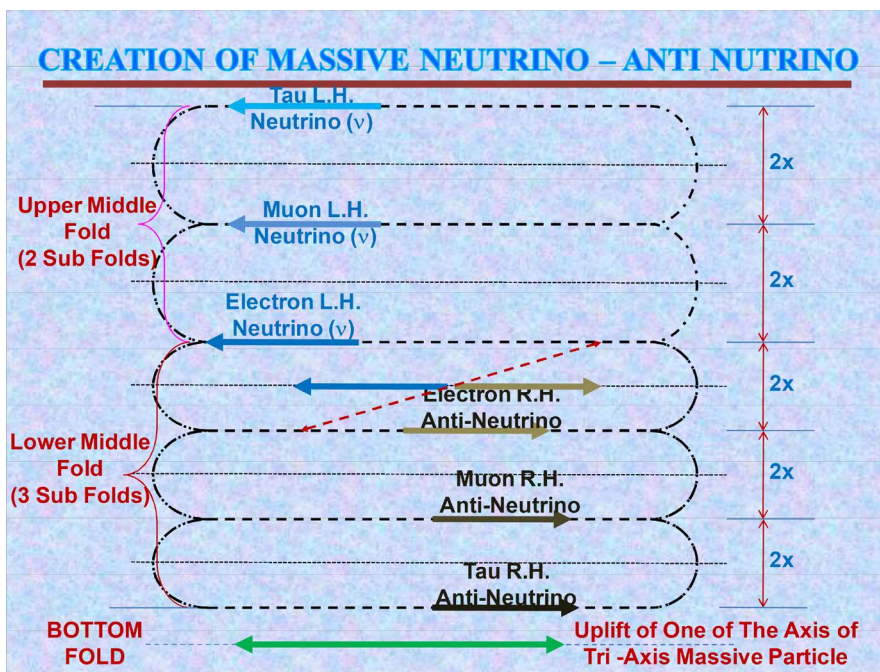 CREATION OF MASSIVE NEUTRINO – ANTI NUTRINO
Tau L.H.
Neutrino (ν)
2x
Upper Middle
Fold
(2 Sub Folds)
Muon L.H.
Neutrino (ν)
2x
Electron L.H.
Neutrino (ν)
2x
Electron R.H.
Anti-Neutrino
Lower Middle
Fold
(3 Sub Folds)
Muon R.H.
Anti-Neutrino
2x
Tau R.H.
Anti-Neutrino
2x
BOTTOM
FOLD
Uplift of One of The Axis of
Tri -Axis Massive Particle